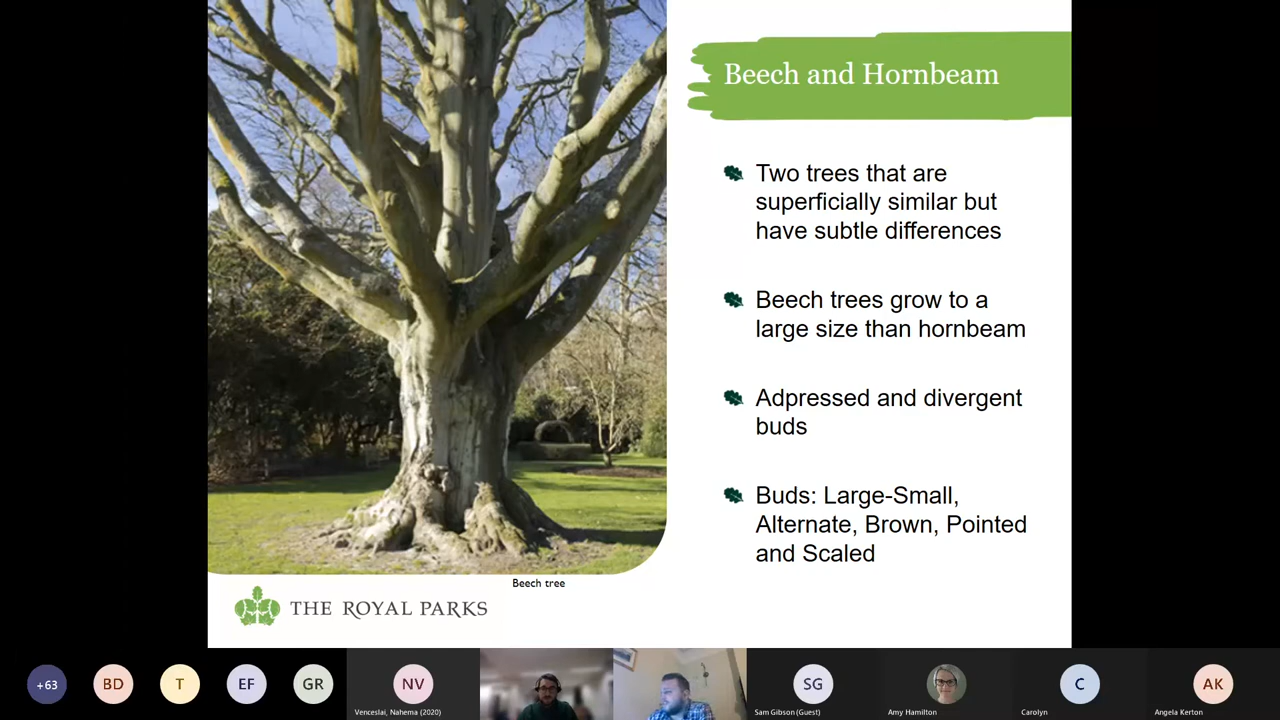 Beech and Hornbeam
Two trees that are
superficially similar but
have subtle differences
Beech trees grow to a
large size than hornbeam
Adpressed and divergent
buds
Buds: Large-Small,
Alternate, Brown, Pointed
and Scaled
Beech tree
THE ROYAL PARKS
+63
BD
T
EF
GR
NV
SG
C
AK
Venceslai, Nahema (2020)
Sam Gibson (Guest)
Amy Hamilton
Carolyn
Angela Kerton